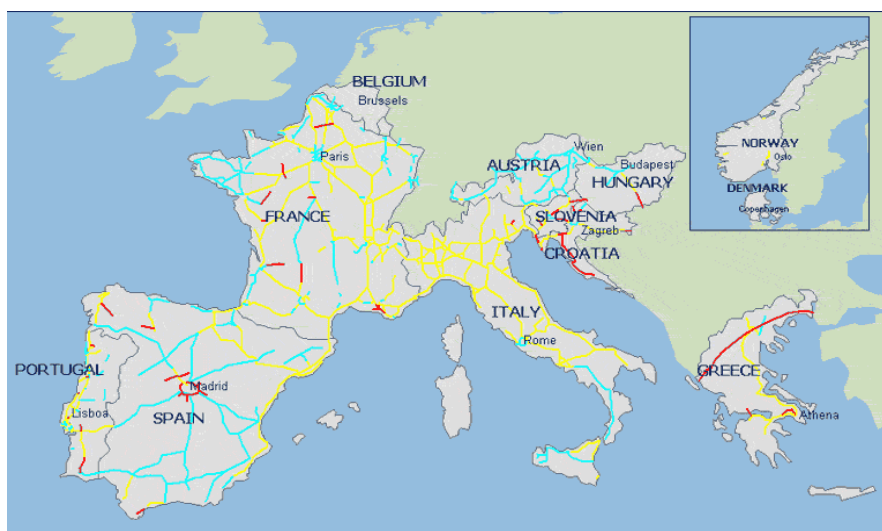 BELGIUM
Brussels
Paris
FRANCE
AUSTRIA
Wien
Budapest
HUNGARY
SLOVENIA
Zagreb
CROATIA
ITALY
Rome
PORTUGAL
Lisboa
Madrid
SPAIN
GREECE
Athena
NORWAY
Oslo
DENMARK
Copenhagen